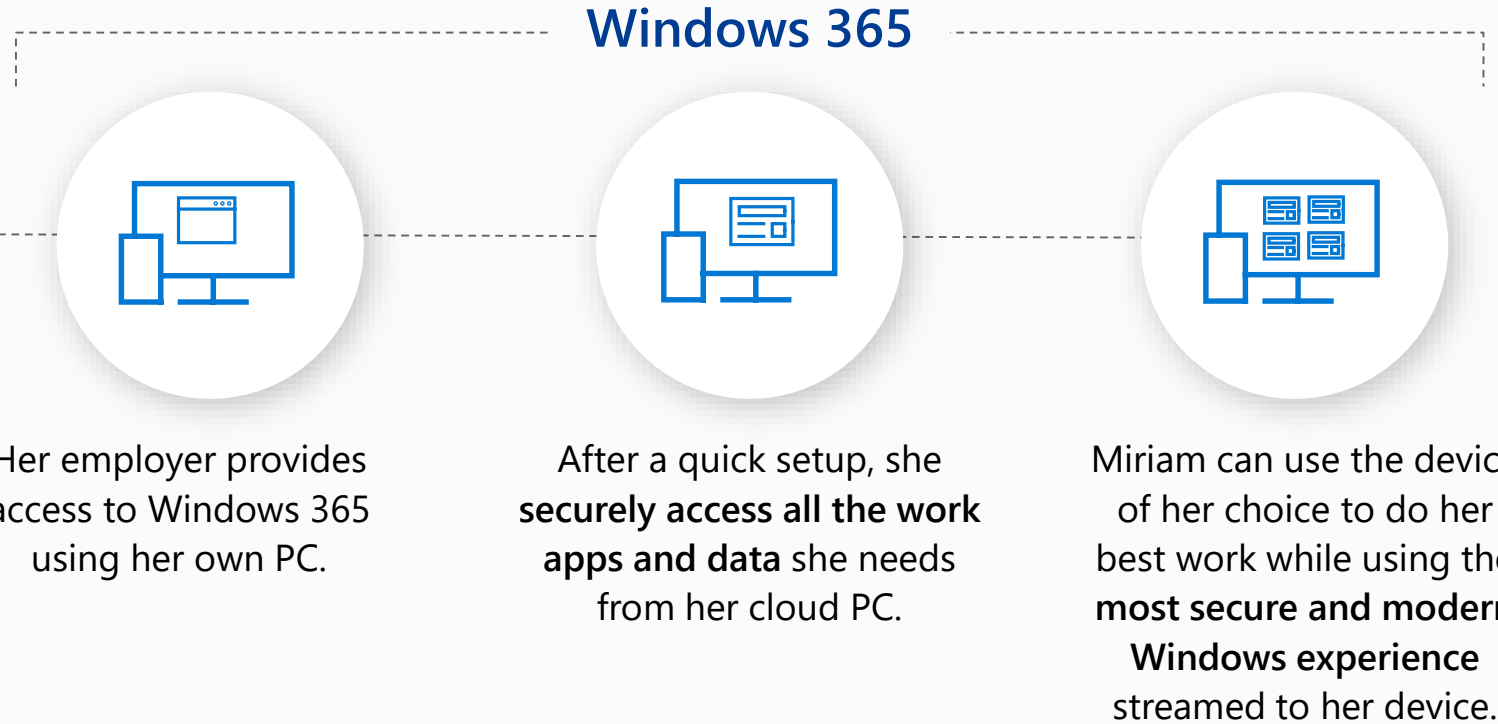 Windows 365
Her employer provides
access to Windows 365
using her own PC.
After a quick setup, she
securely access all the work
apps and data she needs
from her cloud PC.
Miriam can use the devic
of her choice to do her
best work while using the
most secure and modern
Windows experience
streamed to her device.